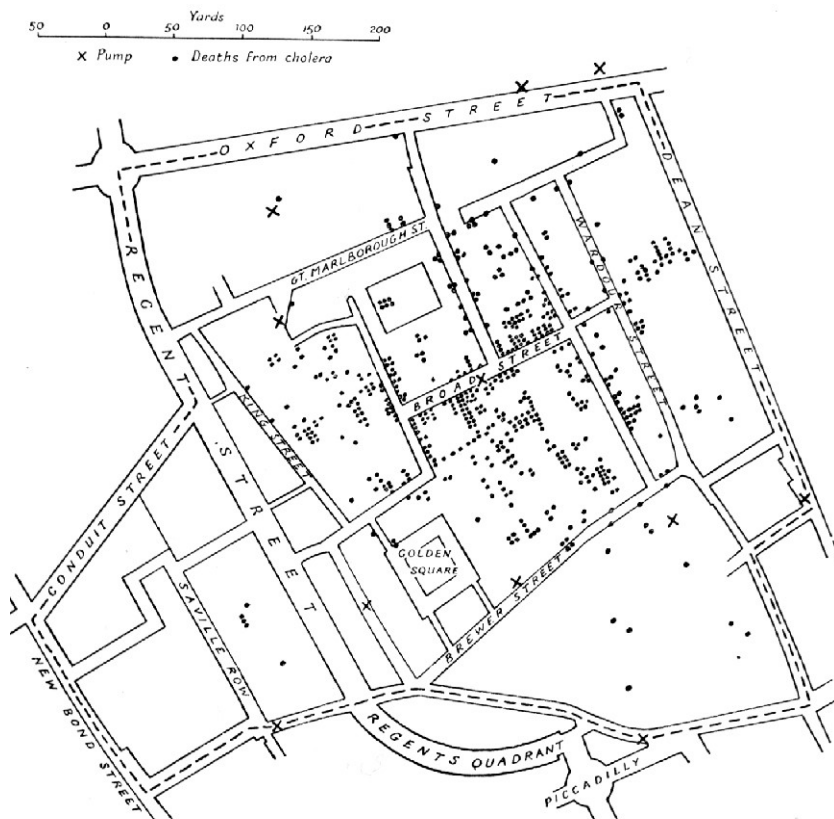 Yards
50 0 50 100 150 200
x Pump • Deaths from cholera
OXFORD STREET
DEAN STREET
WARDOUR STREET
REGENT STREET
GT. MARLBOROUGH ST.
BROAD STREET
KING STREET
CONDUIT STREET
GOLDEN
SQUARE
SAVILLE ROW
BREWER STREET
NEW BOND STREET
REGENTS QUADRANT
PICCADILLY